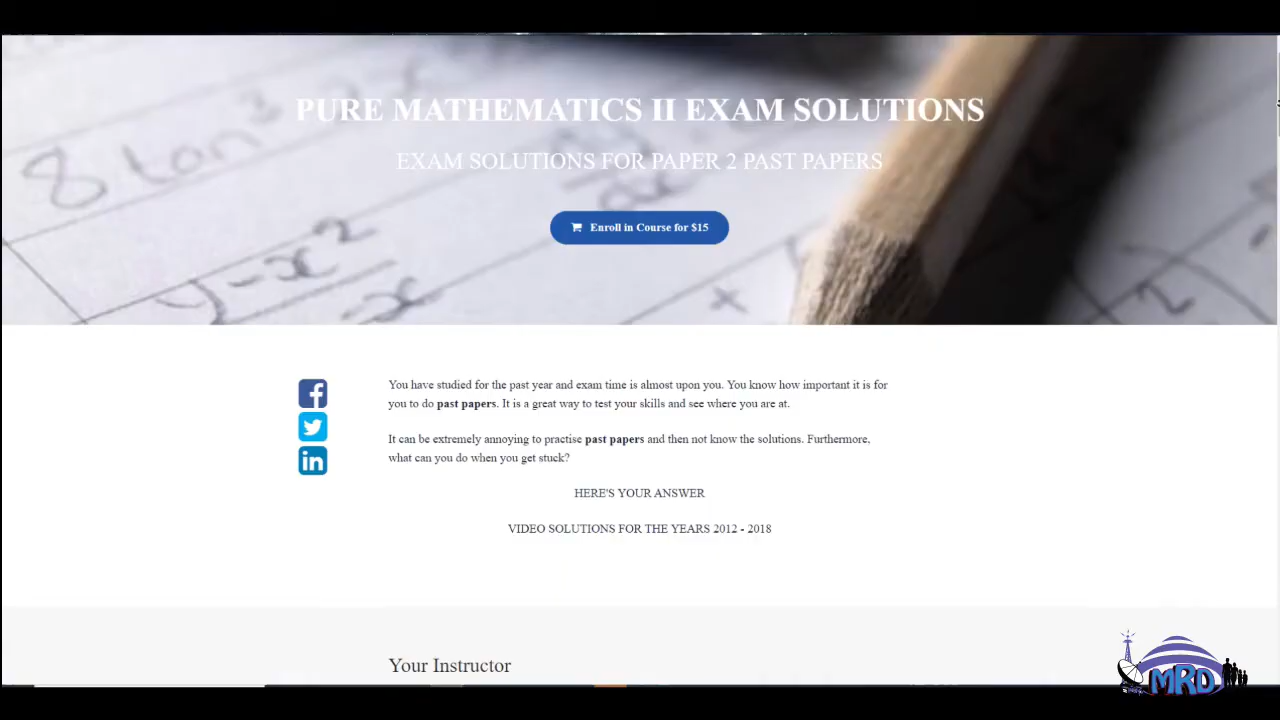 PURE MATHEMATICS II EXAM SOLUTIONS
EXAM SOLUTIONS FOR PAPER 2 PAST PAPERS
Enroll in Course for $15
8 tan³
y-x²
You have studied for the past year and exam time is almost upon you. You know how important it is for
you to do past papers. It is a great way to test your skills and see where you are at.
It can be extremely annoying to practise past papers and then not know the solutions. Furthermore,
what can you do when you get stuck?
HERE'S YOUR ANSWER
VIDEO SOLUTIONS FOR THE YEARS 2012 - 2018
Your Instructor
MRD